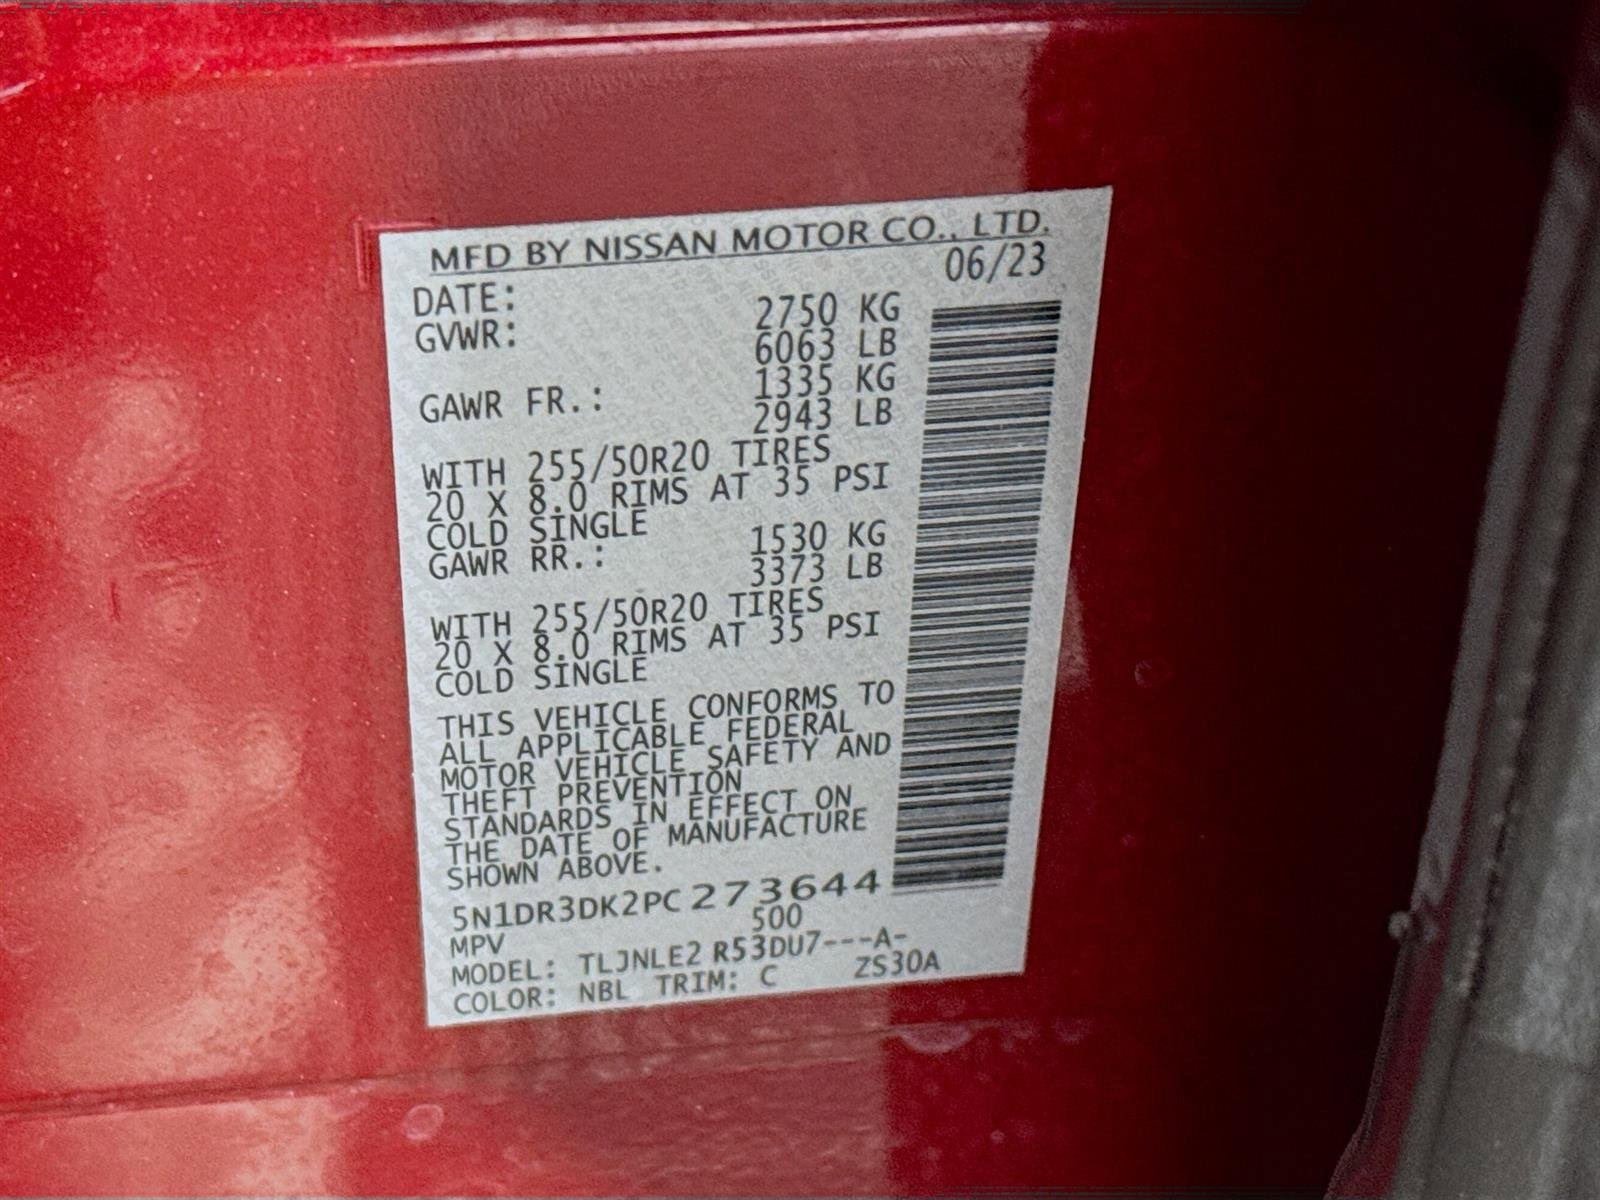 MFD BY NISSAN MOTOR CO., LTD.
DATE: 06/23
GVWR: 2750 KG
6063 LB
GAWR FR.: 1335 KG
2943 LB
WITH 255/50R20 TIRES
20 X 8.0 RIMS AT 35 PSI
COLD SINGLE
GAWR RR.: 1530 KG
3373 LB
WITH 255/50R20 TIRES
20 X 8.0 RIMS AT 35 PSI
COLD SINGLE
THIS VEHICLE CONFORMS TO
ALL APPLICABLE FEDERAL
MOTOR VEHICLE SAFETY AND
THEFT PREVENTION
STANDARDS IN EFFECT ON
THE DATE OF MANUFACTURE
SHOWN ABOVE.
5N1DR3DK2PC273644
MPV 500
MODEL: TLJNLE2 R53DU7---A-
COLOR: NBL TRIM: C ZS30A